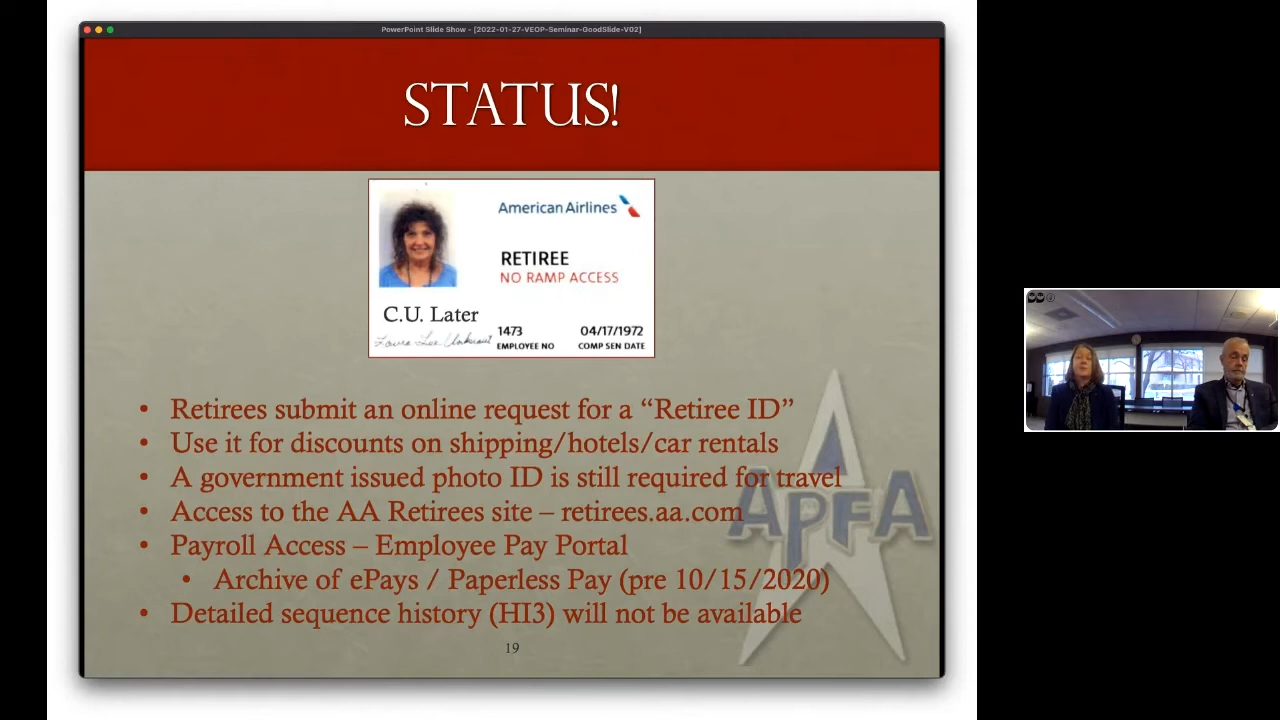 PowerPoint Slide Show - [2022-01-27-VEOP-Seminar-GoodSlide-V02]
STATUS!
American Airlines
RETIREE
NO RAMP ACCESS
C.U. Later
1473
04/17/1972
EMPLOYEE NO
COMP SEN DATE
• Retirees submit an online request for a “Retiree ID”
• Use it for discounts on shipping/hotels/car rentals
• A government issued photo ID is still required for travel
• Access to the AA Retirees site – retirees.aa.com
• Payroll Access – Employee Pay Portal
• Archive of ePays / Paperless Pay (pre 10/15/2020)
• Detailed sequence history (HI3) will not be available
APFA
19